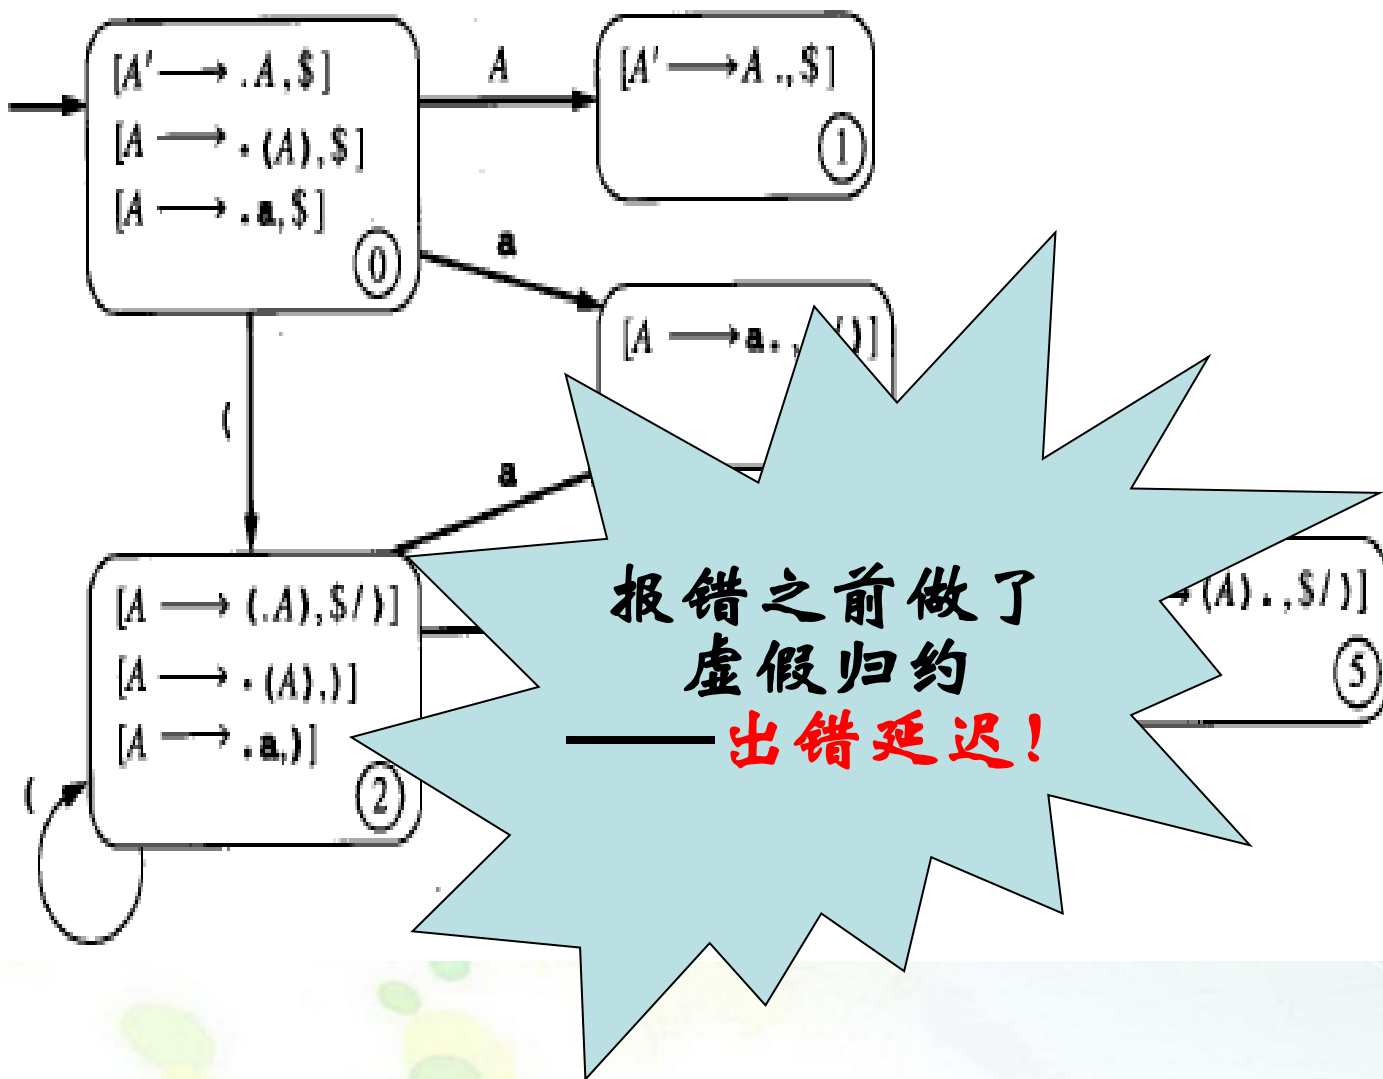 [A' ⟶ .A,$]
[A ⟶ .(A),$]
[A ⟶ .a,$]
0
A
[A' ⟶ A.,$]
1
a
[A ⟶ a., )]
(
a
[A ⟶ (.A),$/)]
[A ⟶ .(A),)]
[A ⟶ .a,)]
2
(
报错之前做了
虚假归约
——出错延迟!
(A).,$/)]
5